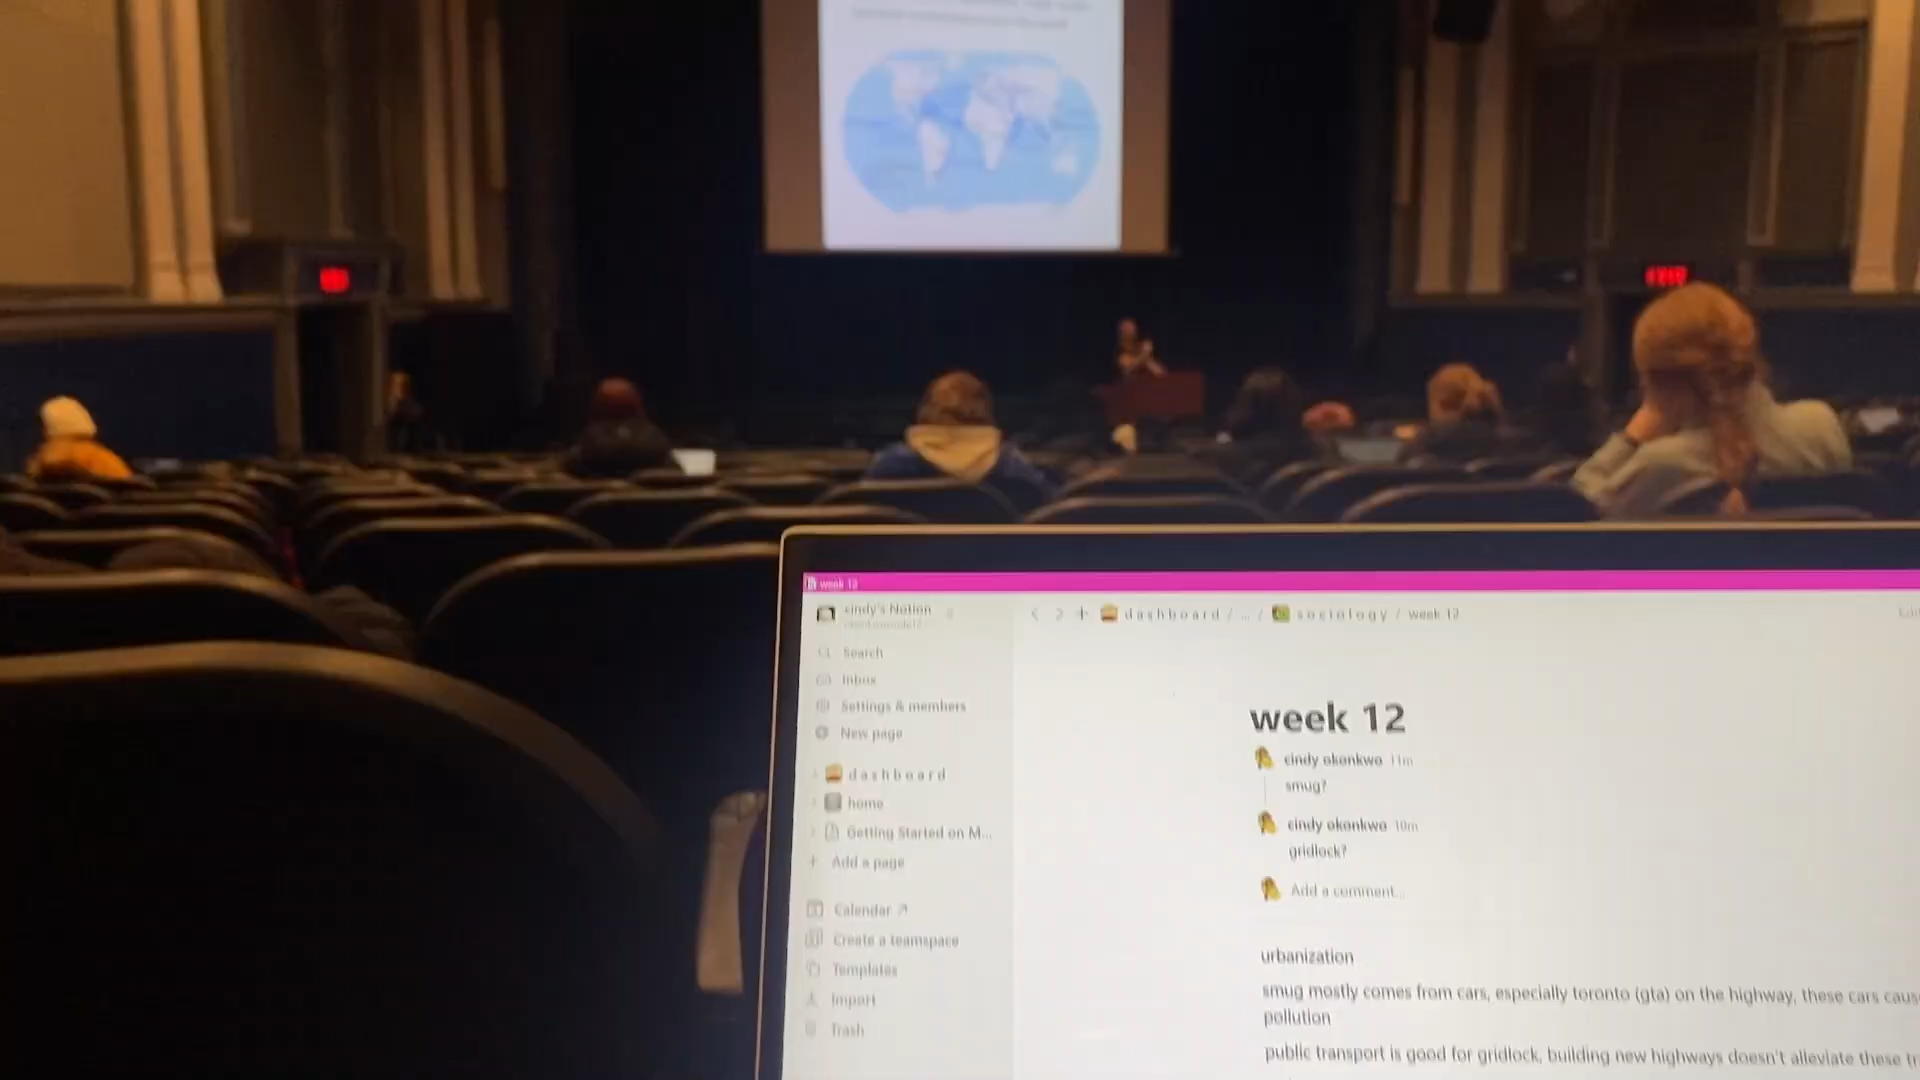 week 12
cindy's Notion
dashboard / ... / sociology / week 12
Search
Inbox
Settings & members
New page
dashboard
home
Getting Started on M...
Add a page
Calendar ↗
Create a teamspace
Templates
Import
Trash
week 12
cindy okonkwo 11m
smug?
cindy okonkwo 10m
gridlock?
Add a comment...
urbanization
smug mostly comes from cars, especially toronto (gta) on the highway, these cars caus
pollution
public transport is good for gridlock, building new highways doesn't alleviate these tr